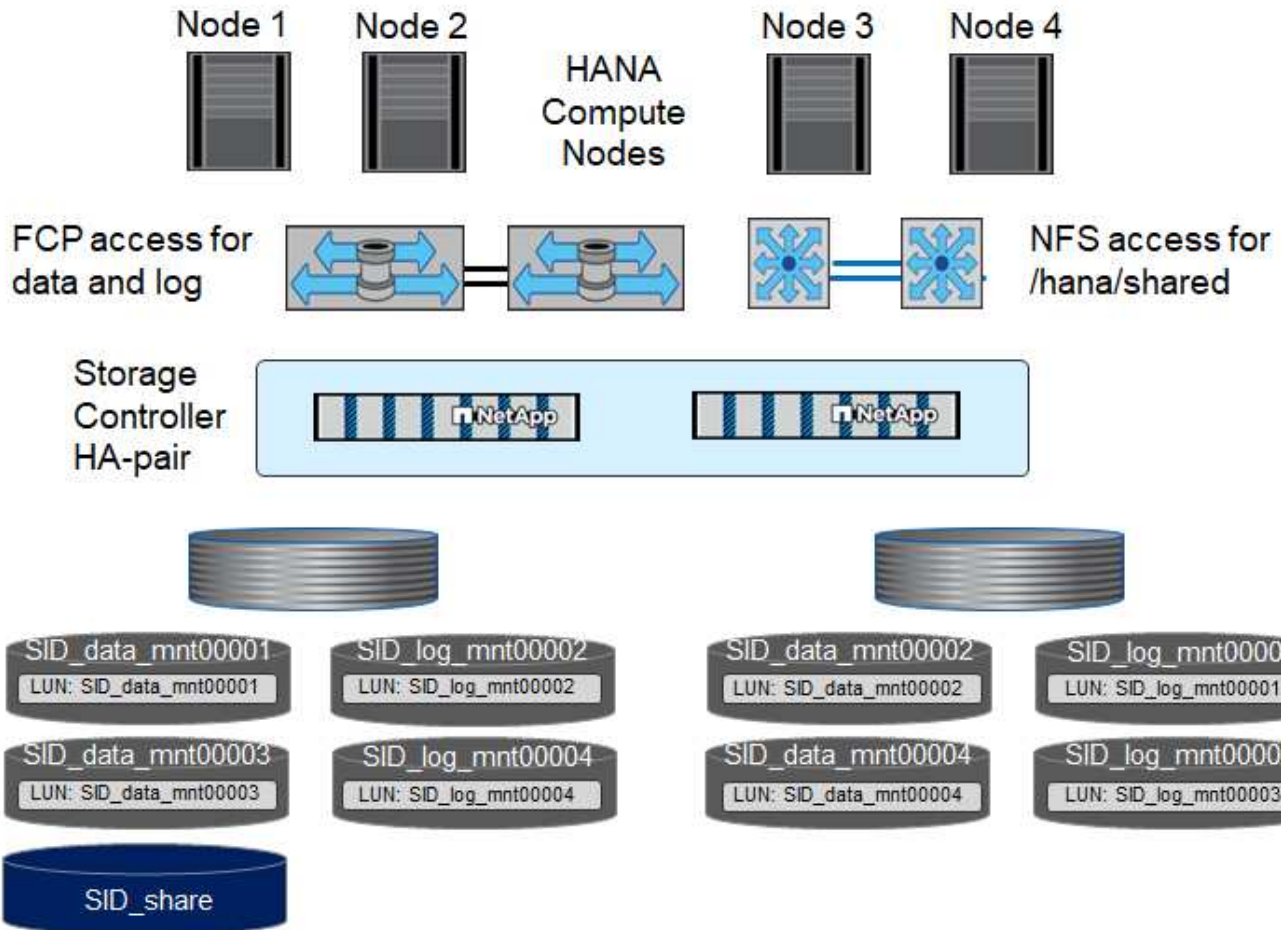 Node 1
Node 2
Node 3
Node 4
HANA
Compute
Nodes
FCP access for
data and log
NFS access for
/hana/shared
Storage
Controller
HA-pair
NetApp
NetApp
SID_data_mnt00001
LUN: SID_data_mnt00001
SID_log_mnt00002
LUN: SID_log_mnt00002
SID_data_mnt00002
LUN: SID_data_mnt00002
SID_log_mnt0000
LUN: SID_log_mnt00001
SID_data_mnt00003
LUN: SID_data_mnt00003
SID_log_mnt00004
LUN: SID_log_mnt00004
SID_data_mnt00004
LUN: SID_data_mnt00004
SID_log_mnt0000
LUN: SID_log_mnt00003
SID_share